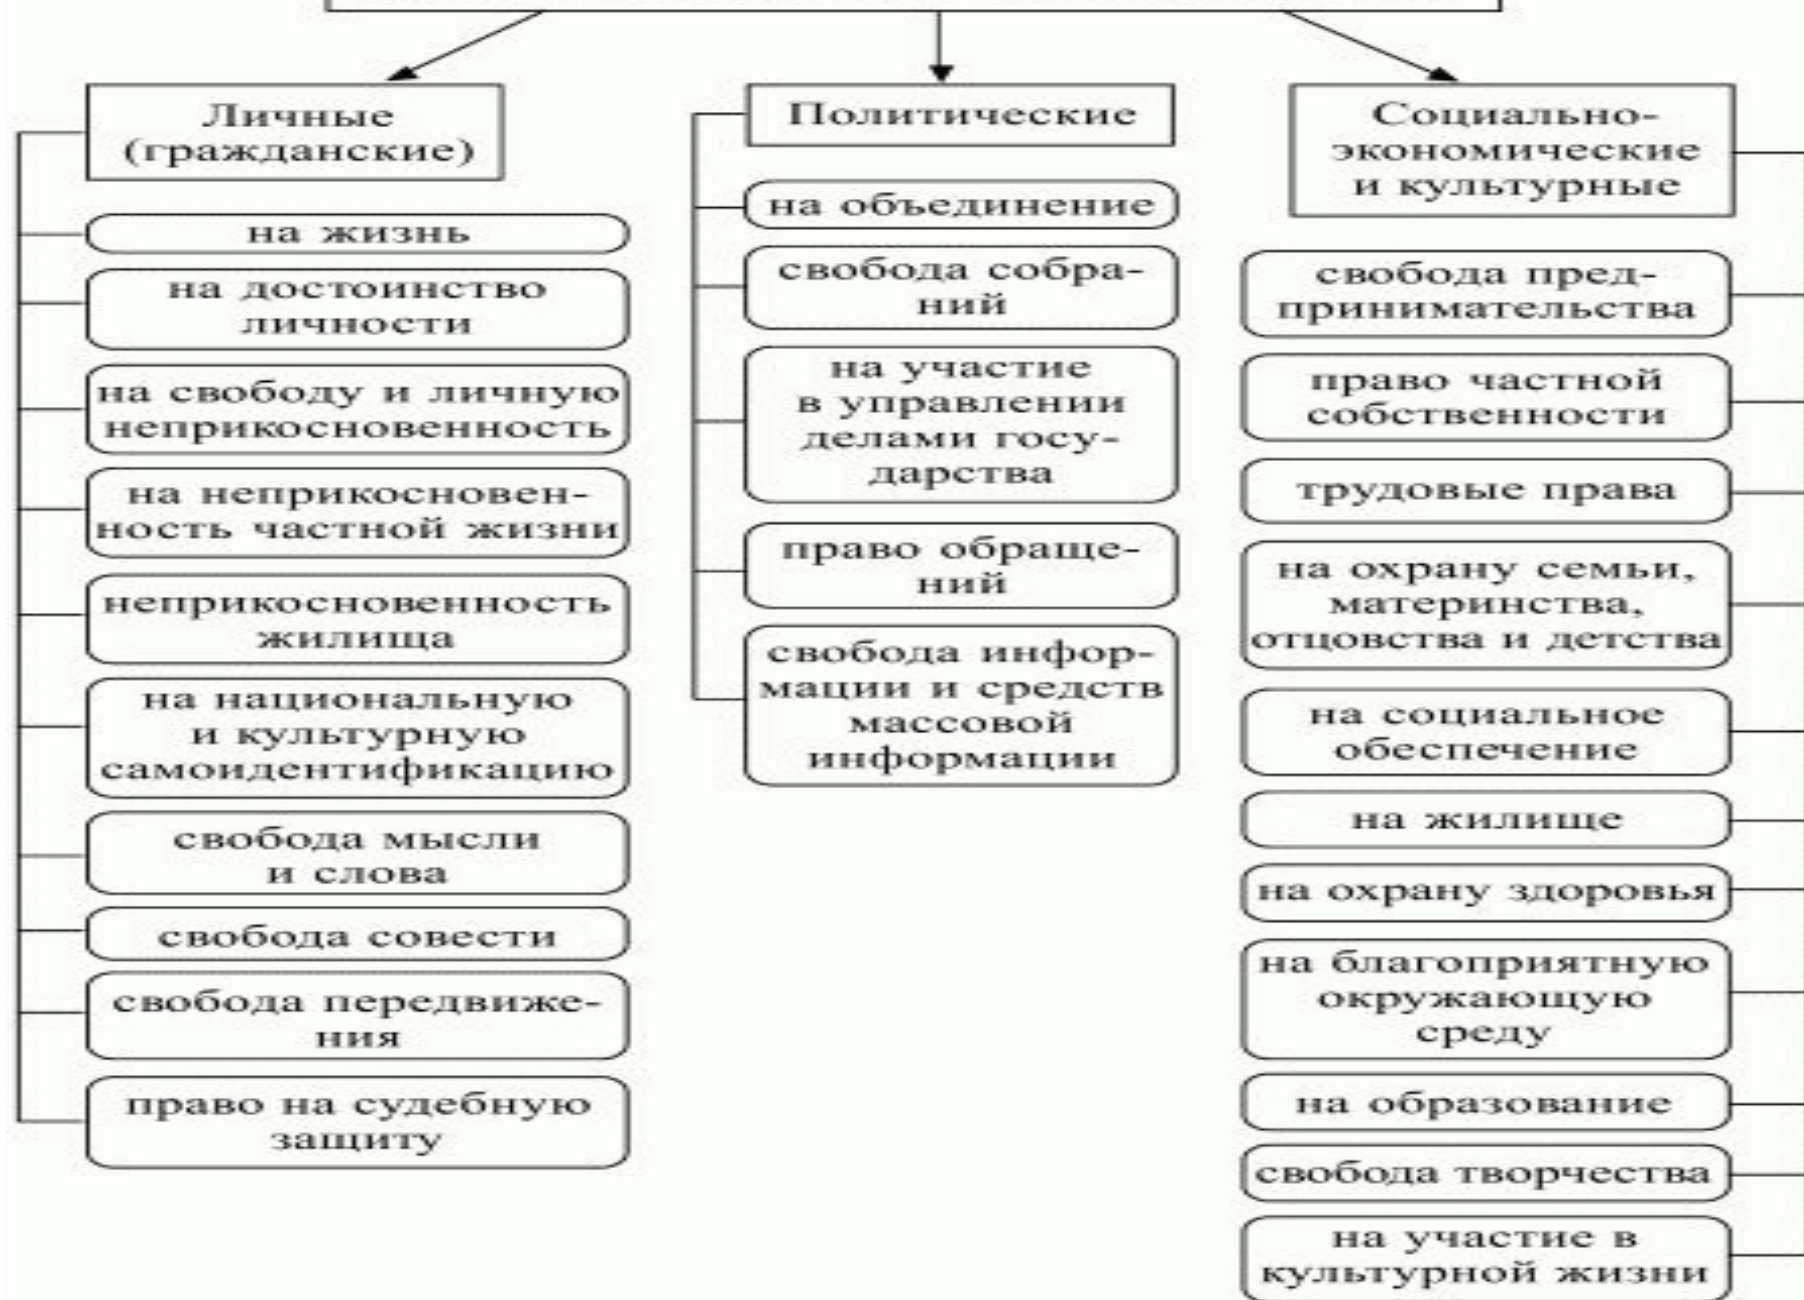 Личные
(гражданские)
на жизнь
на достоинство
личности
на свободу и личную
неприкосновенность
на неприкосновен-
ность частной жизни
неприкосновенность
жилища
на национальную
и культурную
самоидентификацию
свобода мысли
и слова
свобода совести
свобода передвиже-
ния
право на судебную
защиту
Политические
на объединение
свобода собра-
ний
на участие
в управлении
делами госу-
дарства
право обраще-
ний
свобода инфор-
мации и средств
массовой
информации
Социально-
экономические
и культурные
свобода пред-
принимательства
право частной
собственности
трудовые права
на охрану семьи,
материнства,
отцовства и детства
на социальное
обеспечение
на жилище
на охрану здоровья
на благоприятную
окружающую
среду
на образование
свобода творчества
на участие в
культурной жизни